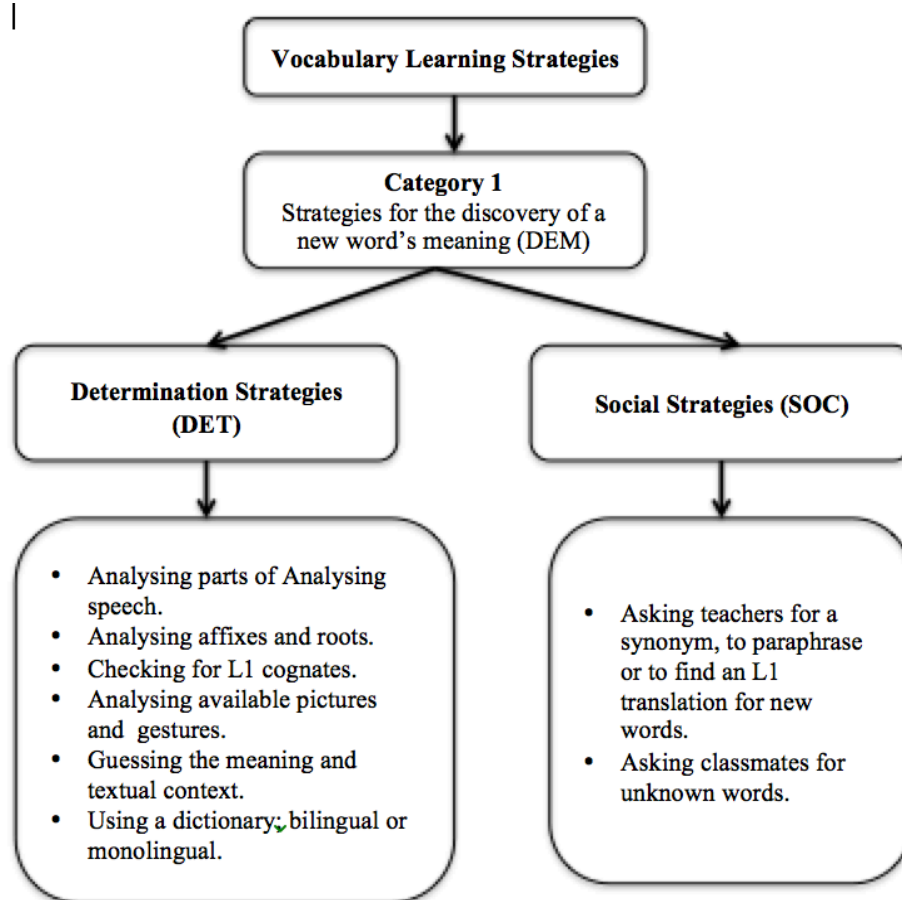 Vocabulary Learning Strategies
Category 1
Strategies for the discovery of a
new word's meaning (DEM)
Determination Strategies
(DET)
• Analysing parts of Analysing
speech.
• Analysing affixes and roots.
• Checking for L1 cognates.
• Analysing available pictures
and gestures.
• Guessing the meaning and
textual context.
• Using a dictionary; bilingual or
monolingual.
Social Strategies (SOC)
• Asking teachers for a
synonym, to paraphrase
or to find an L1
translation for new
words.
• Asking classmates for
unknown words.